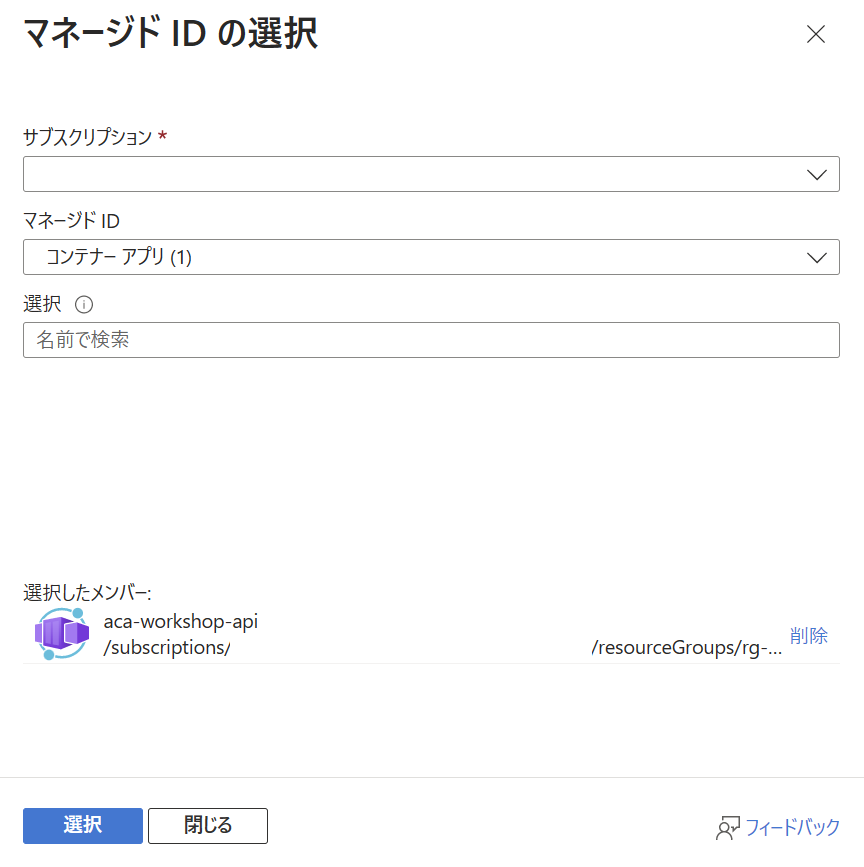 マネージド ID の選択
サブスクリプション *
マネージド ID
コンテナー アプリ (1)
選択
名前で検索
選択したメンバー:
aca-workshop-api
/subscriptions/ /resourceGroups/rg-...
削除
選択
閉じる
フィードバック